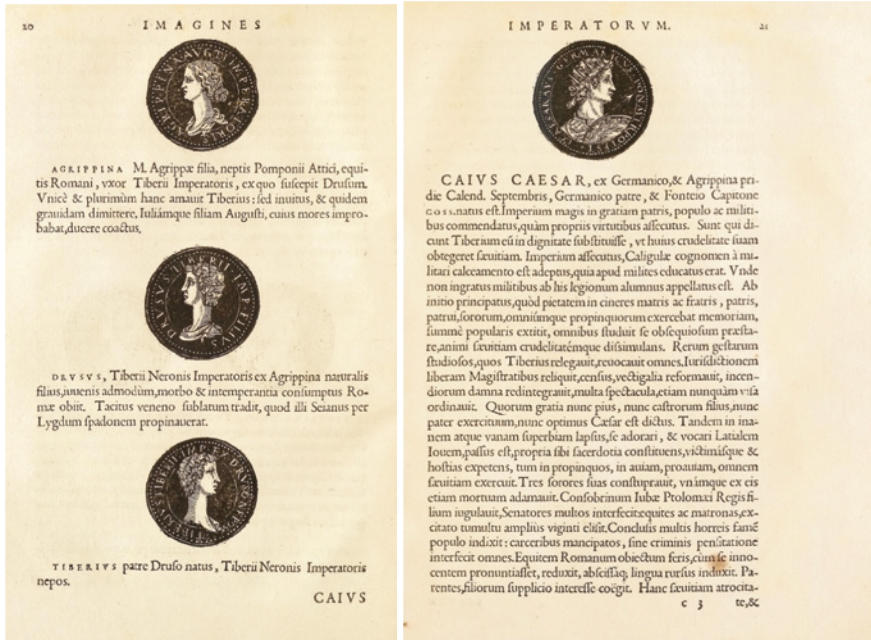 20 IMAGINES
AGRIPPINA M. Agrippæ filia, neptis Pomponii Attici, equi-
tis Romani, vxor Tiberii Imperatoris, ex quo suscepit Drusum.
Vnicè & plurimùm hanc amauit Tiberius: sed inuitus, & quidem
grauidam dimittere, Iuliámque filiam Augusti, cuius mores impro-
babat, ducere coactus.
DRVSVS TIBERII IMP. FILIVS
DRVSVS, Tiberii Neronis Imperatoris ex Agrippina naturalis
filius, iuuenis admodùm, morbo & intemperantia consumptus Ro-
mæ obiit. Tacitus veneno sublatum tradit, quod illi Seianus per
Lygdum spadonem propinauerat.
TIBERIVS patre Druso natus, Tiberii Neronis Imperatoris
nepos.
CAIVS
IMPERATORVM. 21
CAIVS CAESAR, ex Germanico, & Agrippina pri-
die Calend. Septembris, Germanico patre, & Fonteio Capitone
coss. natus est. Imperium magis in gratiam patris, populo ac militi-
bus commendatus, quàm propriis virtutibus assecutus. Sunt qui di-
cunt Tiberium eū in dignitate substituisse, vt huius crudelitate suam
obtegeret sæuitiam. Imperium assecutus, Caligulæ cognomen à mi-
litari calceamento est adeptus, quia apud milites educatus erat. Vnde
non ingratus militibus ab his legionum alumnus appellatus est. Ab
initio principatus, quòd pietatem in cineres matris ac fratris, patris,
patrui, sororum, omniúmque propinquorum exercebat memoriam,
summè popularis extitit, omnibus studuit se obsequiosum præsta-
re, animi sæuitiam crudelitatémque dissimulans. Rerum gestarum
studiosos, quos Tiberius relegauit, reuocauit omnes. Iurisdictionem
liberam Magistratibus reliquit, census, vectigalia reformauit, incen-
diorum damna redintegrauit, multa spectacula, etiam nunquàm visa
ordinauit. Quorum gratia nunc pius, nunc castrorum filius, nunc
pater exercituum, nunc optimus Cæsar est dictus. Tandem in ina-
nem atque vanam superbiam lapsus, se adorari, & vocari Latialem
Iouem, passus est, propria sibi sacerdotia constituens, victimásque &
hostias expetens, tum in propinquos, in auiam, proauiam, omnem
sæuitiam exercuit. Tres sorores suas constuprauit, vnámque ex eis
etiam mortuam adamauit. Consobrinum Iubæ Ptolomæi Regis fi-
lium iugulauit, Senatores multos interfecit: equites ac matronas, ex-
citato tumultu amplius viginti elisit. Conclusis multis horreis famē
populo indixit: carceribus mancipatos, sine criminis pensitatione
interfecit omnes. Equitem Romanum obiectum feris, cùm se inno-
centem pronuntiasset, reduxit, abscissáq; lingua rursus induxit. Pa-
rentes, filiorum supplicio interesse coëgit. Hanc sæuitiam atrocita-
c 3 te, &